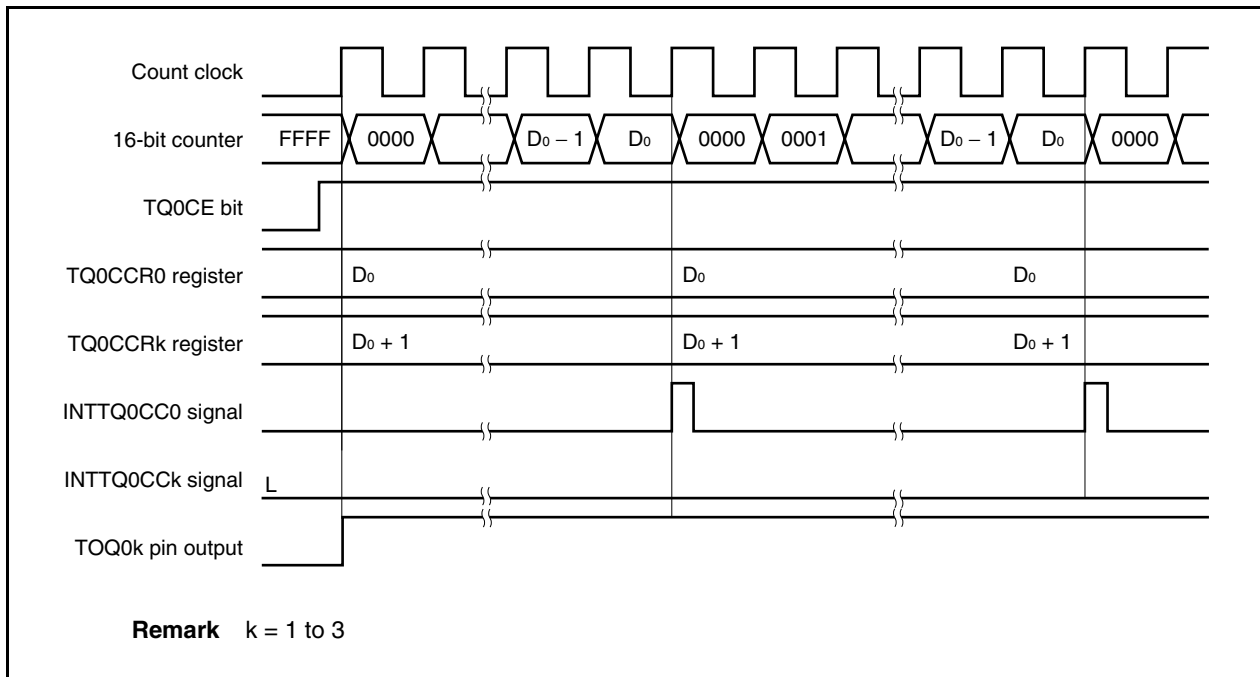 Count clock
16-bit counter FFFF 0000 D₀ − 1 D₀ 0000 0001 D₀ − 1 D₀ 0000
TQ0CE bit
TQ0CCR0 register D₀ D₀ D₀
TQ0CCRk register D₀ + 1 D₀ + 1 D₀ + 1
INTTQ0CC0 signal
INTTQ0CCk signal L
TOQ0k pin output
Remark k = 1 to 3